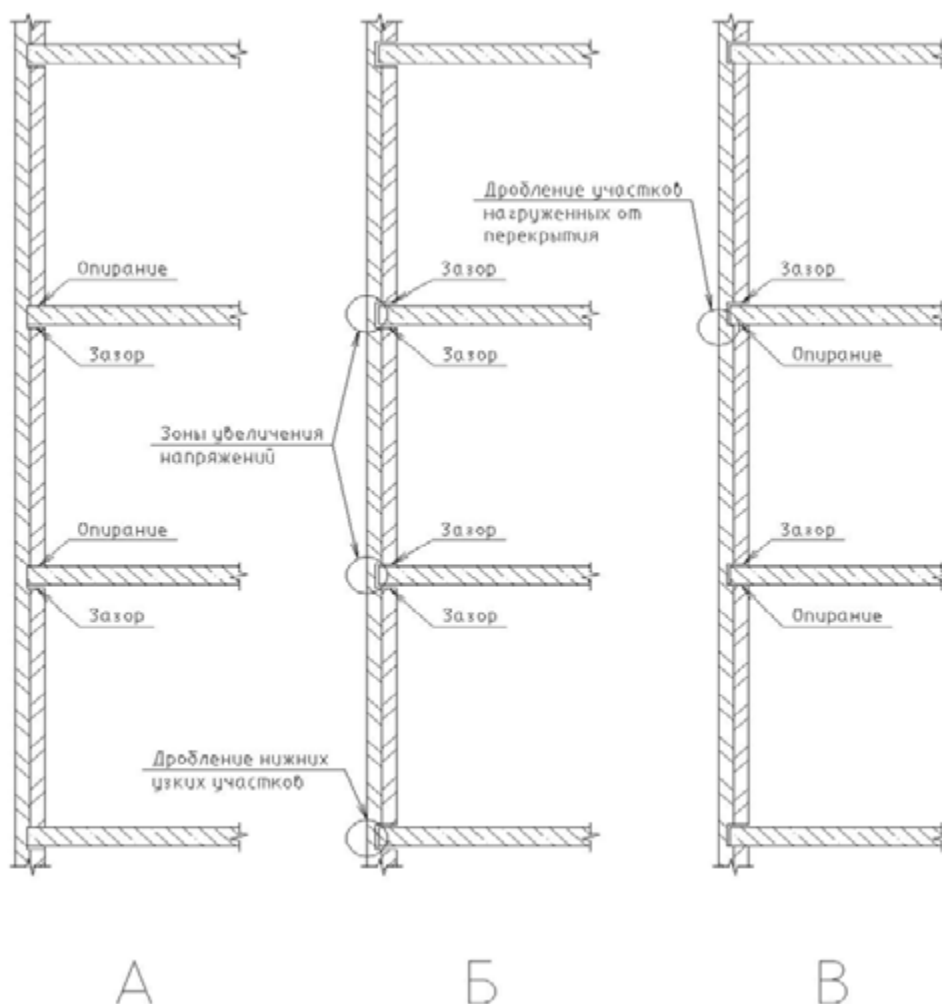 Дробление участков
нагруженных от
перекрытия
Опирание
Зазор
Зазор
Зазор
Зазор
Опирание
Зоны увеличения
напряжений
Опирание
Зазор
Зазор
Зазор
Зазор
Опирание
Дробление нижних
узких участков
А
Б
В